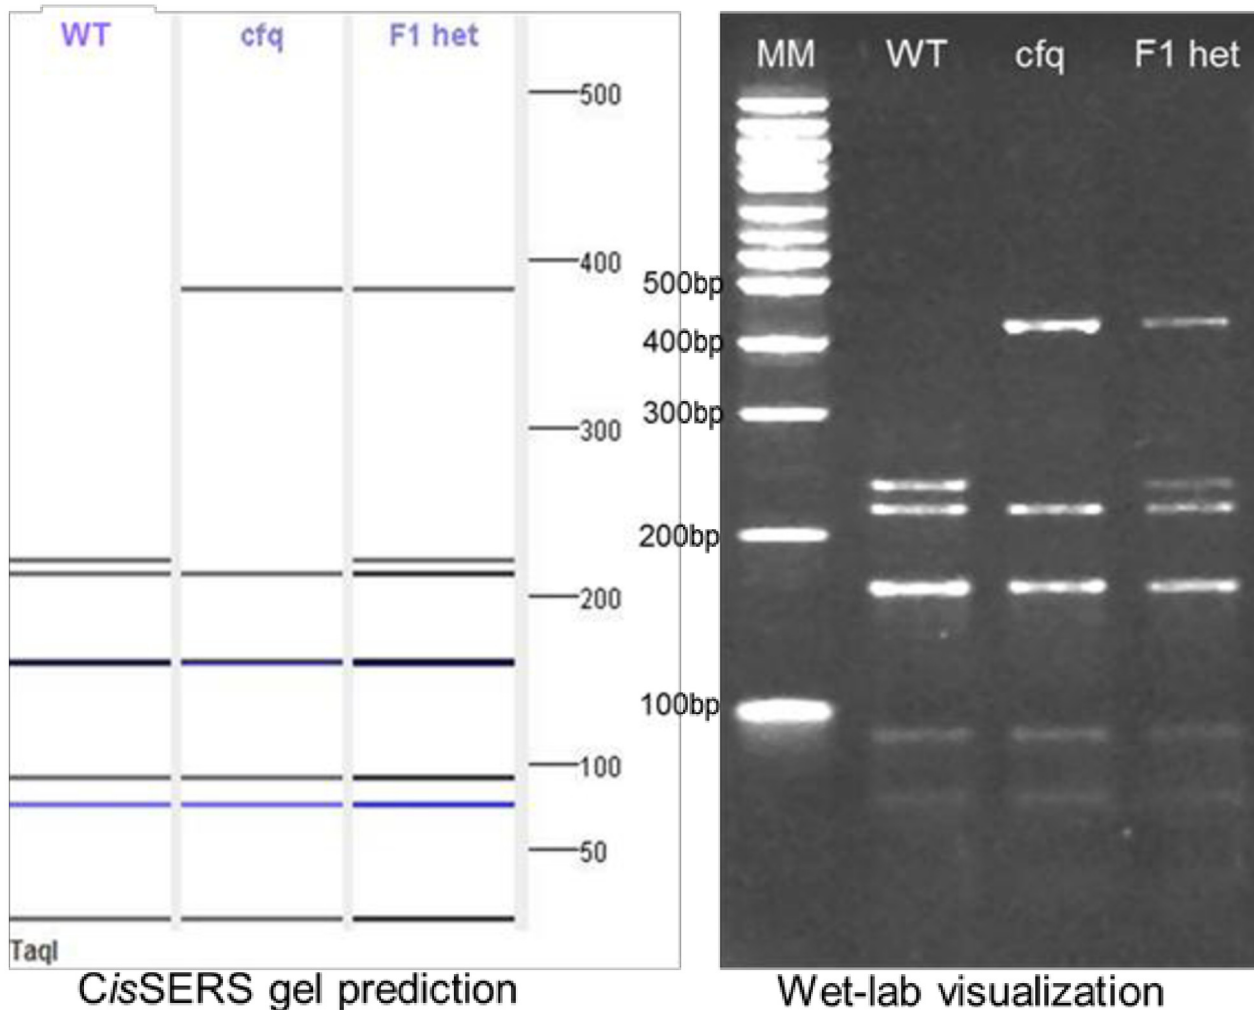 WT cfq F1 het
500
400
300
200
100
50
TaqI
CisSERS gel prediction
MM WT cfq F1 het
500bp
400bp
300bp
200bp
100bp
Wet-lab visualization